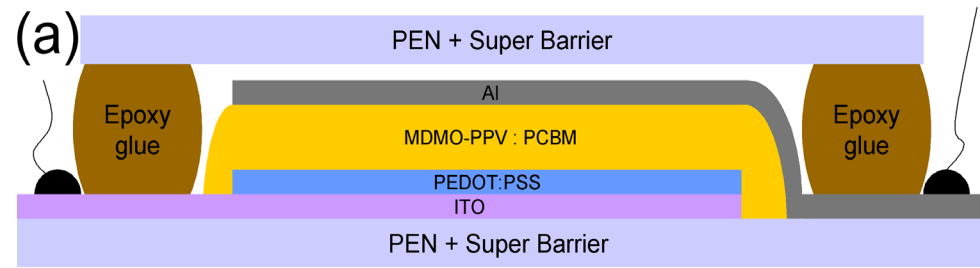 (a)
PEN + Super Barrier
Epoxy
glue
Al
MDMO-PPV : PCBM
Epoxy
glue
PEDOT:PSS
ITO
PEN + Super Barrier